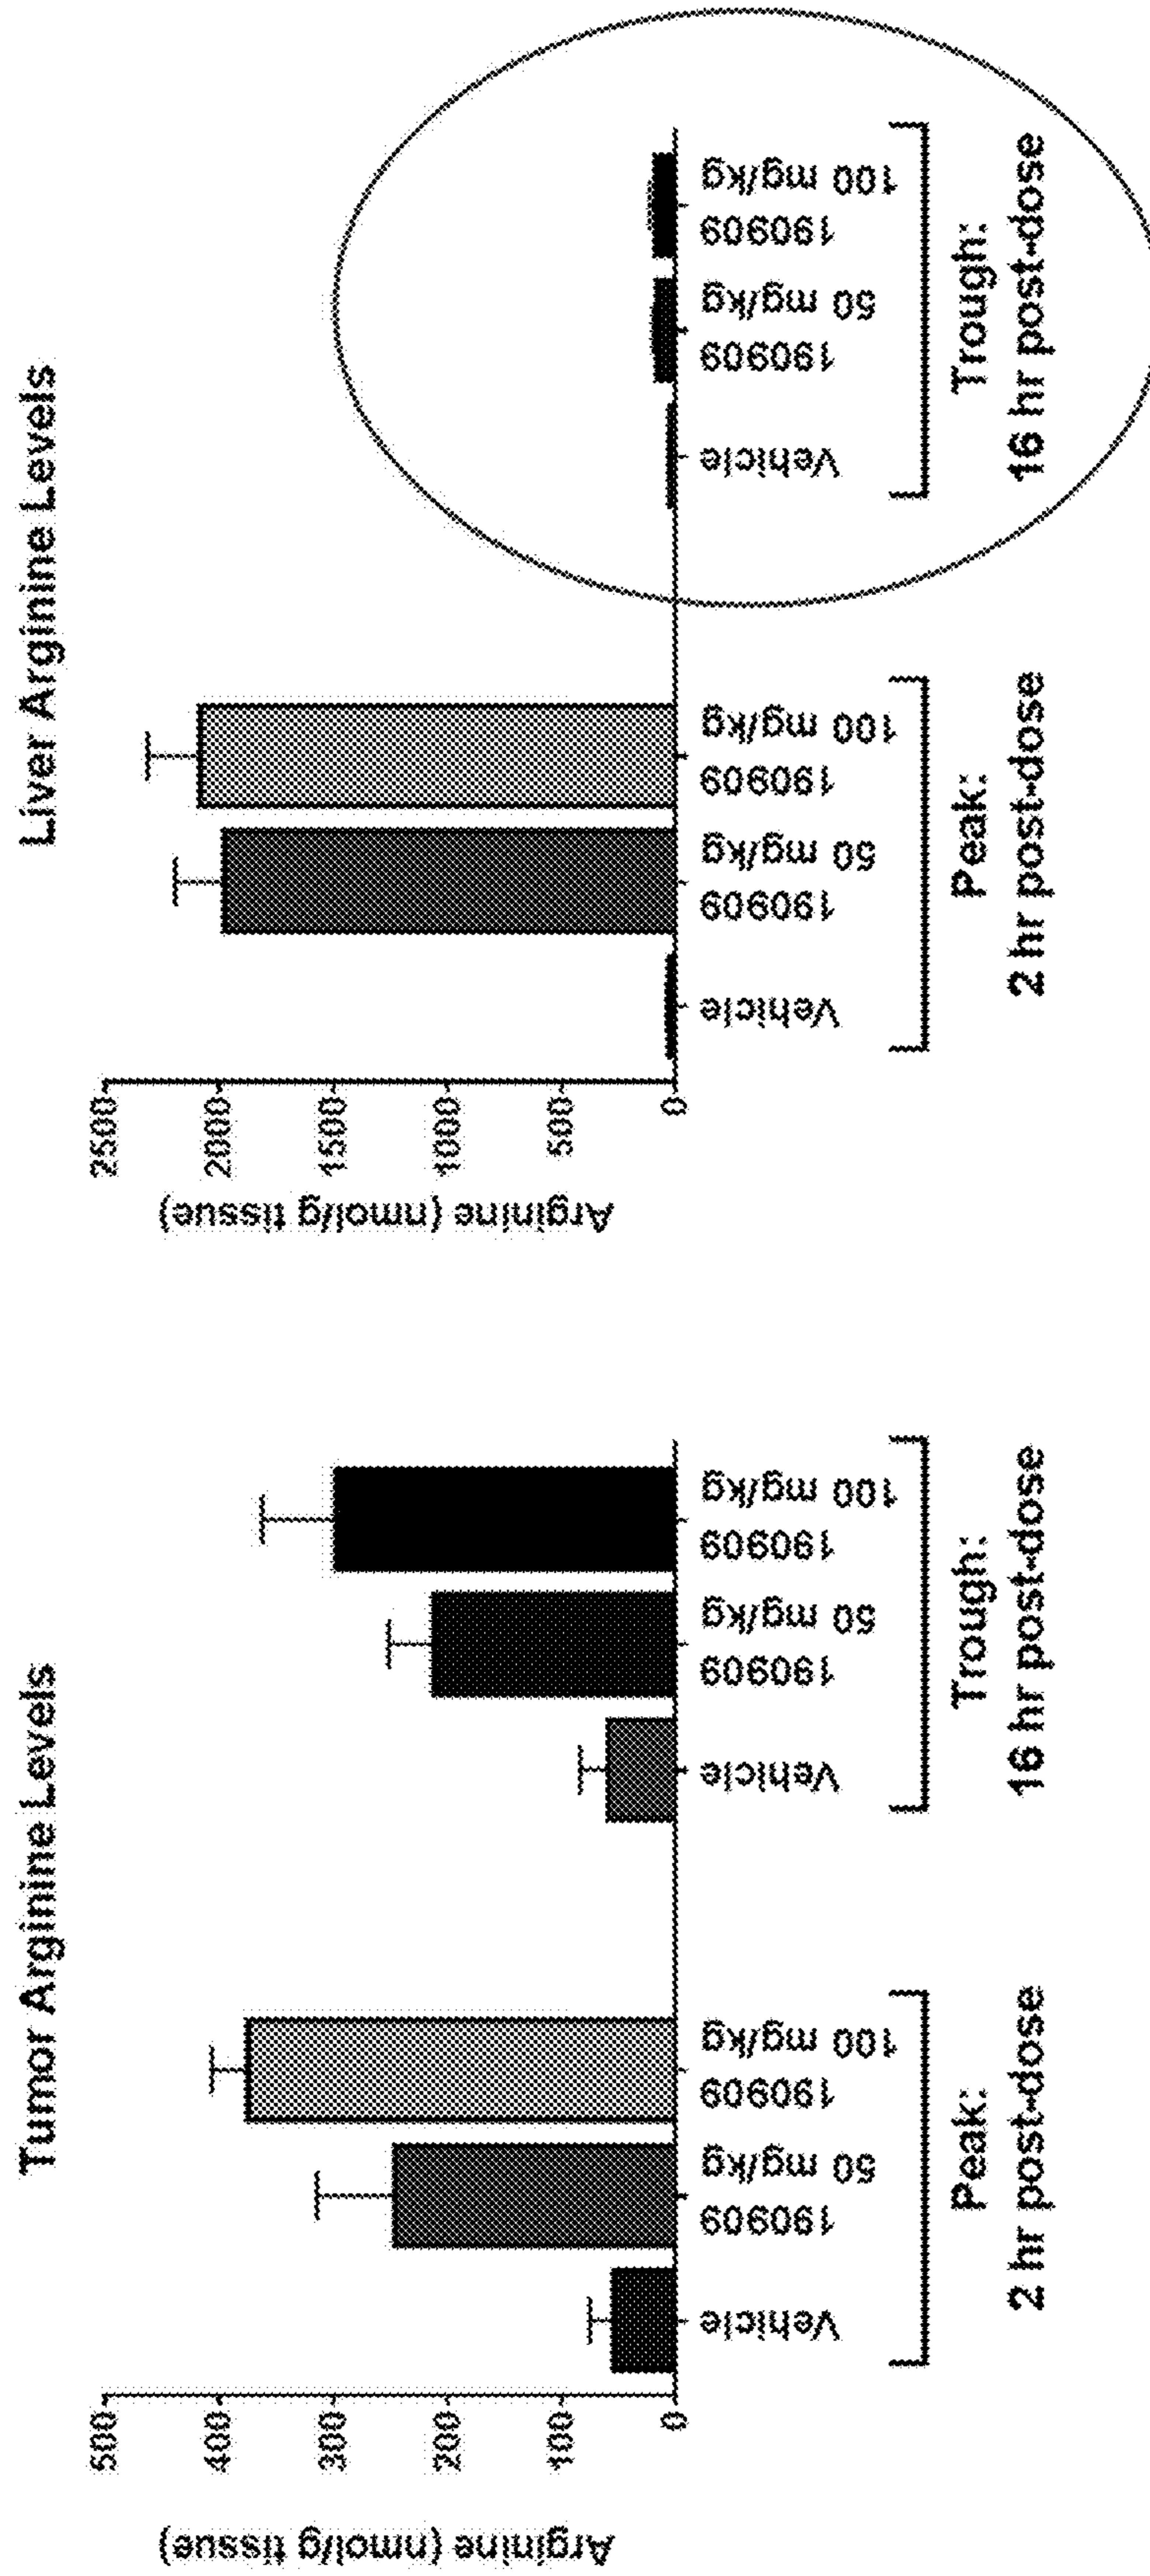 Tumor Arginine Levels
Arginine (nmol/g tissue)
500
400
300
200
100
0
Vehicle
190909
50 mg/kg
190909
100 mg/kg
Vehicle
190909
50 mg/kg
190909
100 mg/kg
Peak:
2 hr post-dose
Trough:
16 hr post-dose
Liver Arginine Levels
Arginine (nmol/g tissue)
2500
2000
1500
1000
500
0
Vehicle
190909
50 mg/kg
190909
100 mg/kg
Vehicle
190909
50 mg/kg
190909
100 mg/kg
Peak:
2 hr post-dose
Trough:
16 hr post-dose